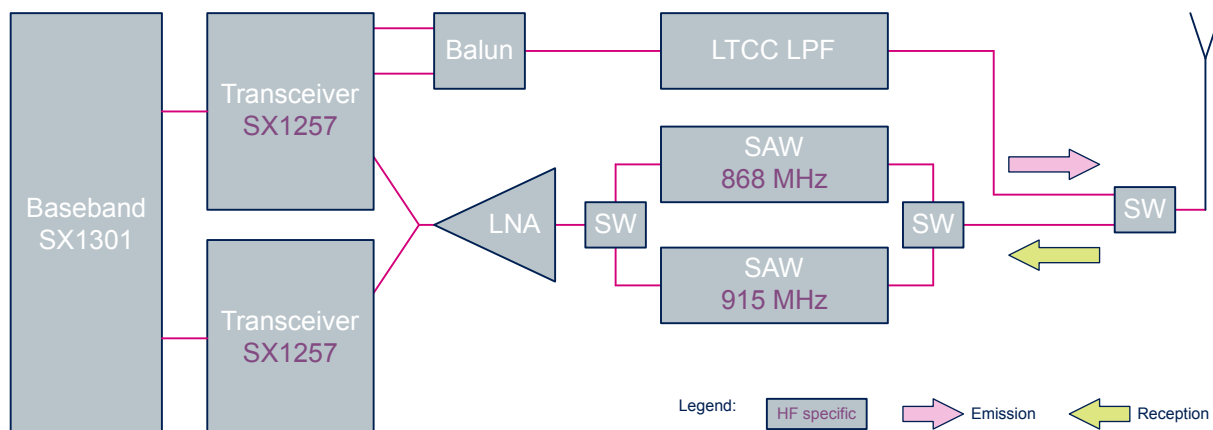 Balun
LTCC LPF
Transceiver
SX1257
SAW
868 MHz
Baseband
SX1301
LNA
SW
SW
SW
SAW
915 MHz
Transceiver
SX1257
Legend:
HF specific
Emission
Reception